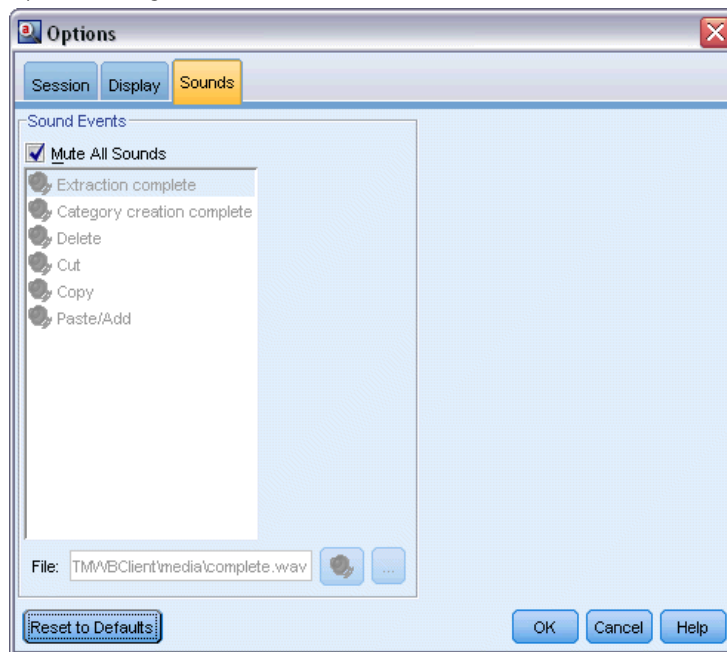 Options
Session Display Sounds
Sound Events
Mute All Sounds
Extraction complete
Category creation complete
Delete
Cut
Copy
Paste/Add
File: TMWBClient\media\complete.wav ...
Reset to Defaults OK Cancel Help